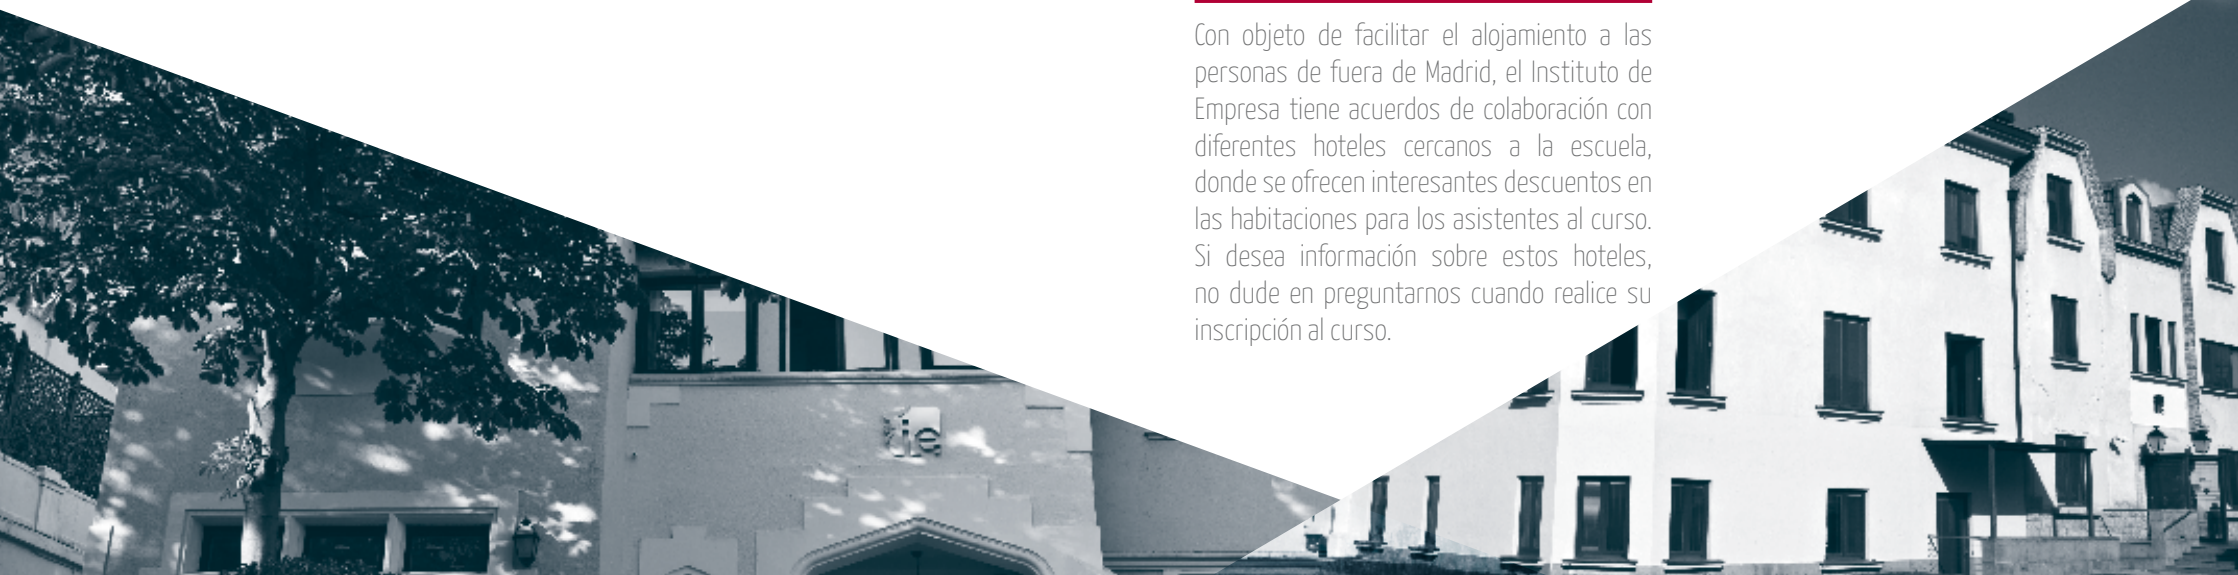 Con objeto de facilitar el alojamiento a las
personas de fuera de Madrid, el Instituto de
Empresa tiene acuerdos de colaboración con
diferentes hoteles cercanos a la escuela,
donde se ofrecen interesantes descuentos en
las habitaciones para los asistentes al curso.
Si desea información sobre estos hoteles,
no dude en preguntarnos cuando realice su
inscripción al curso.
ie